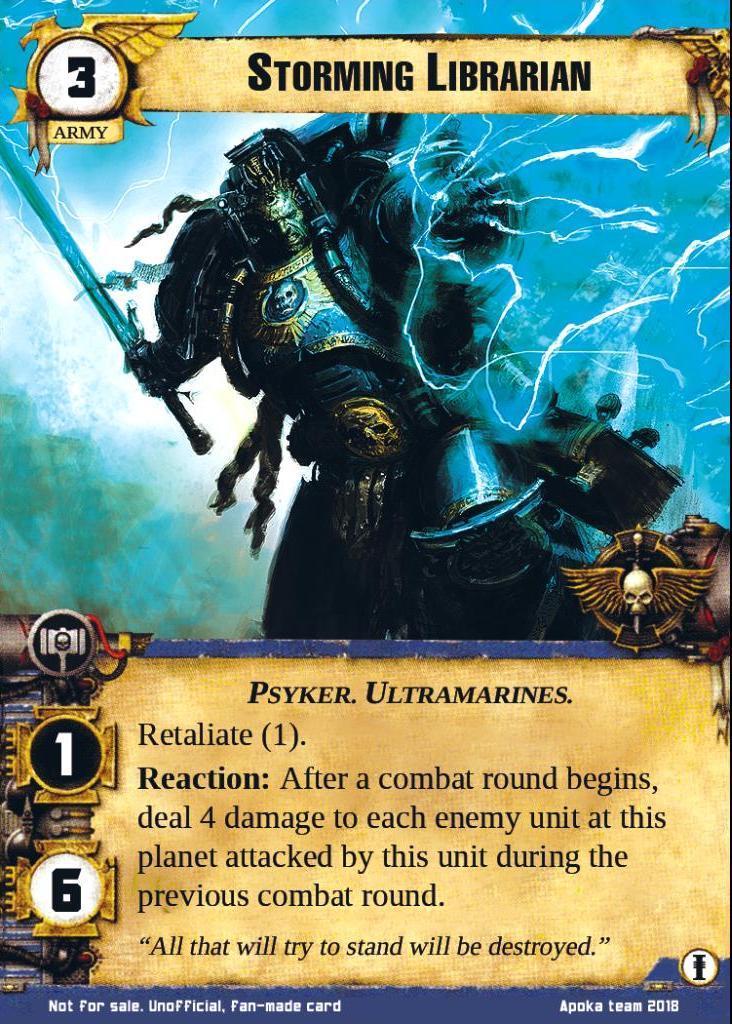 3
STORMING LIBRARIAN
ARMY
PSYKER. ULTRAMARINES.
Retaliate (1).
1
Reaction: After a combat round begins,
deal 4 damage to each enemy unit at this
planet attacked by this unit during the
6
previous combat round.
“All that will try to stand will be destroyed.”
Not for sale. Unofficial, fan-made card
Apoka team 2018